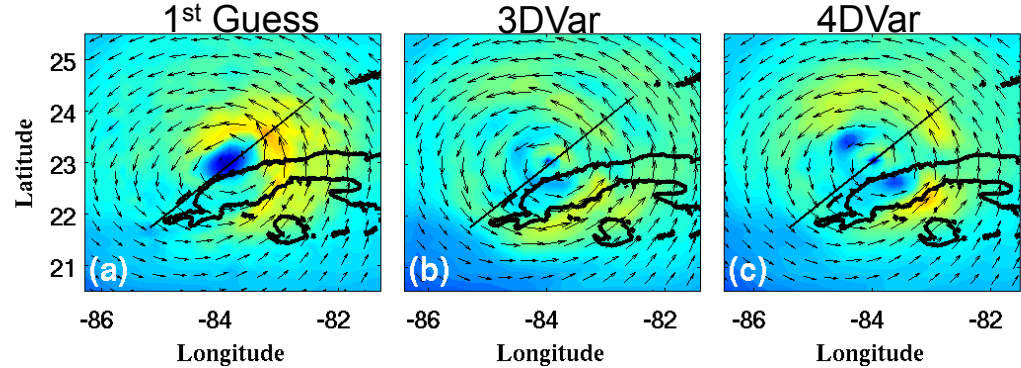 1st Guess 3DVar 4DVar
25
24
23
22
21
Latitude
(a) (b) (c)
-86 -84 -82 -86 -84 -82 -86 -84 -82
Longitude Longitude Longitude